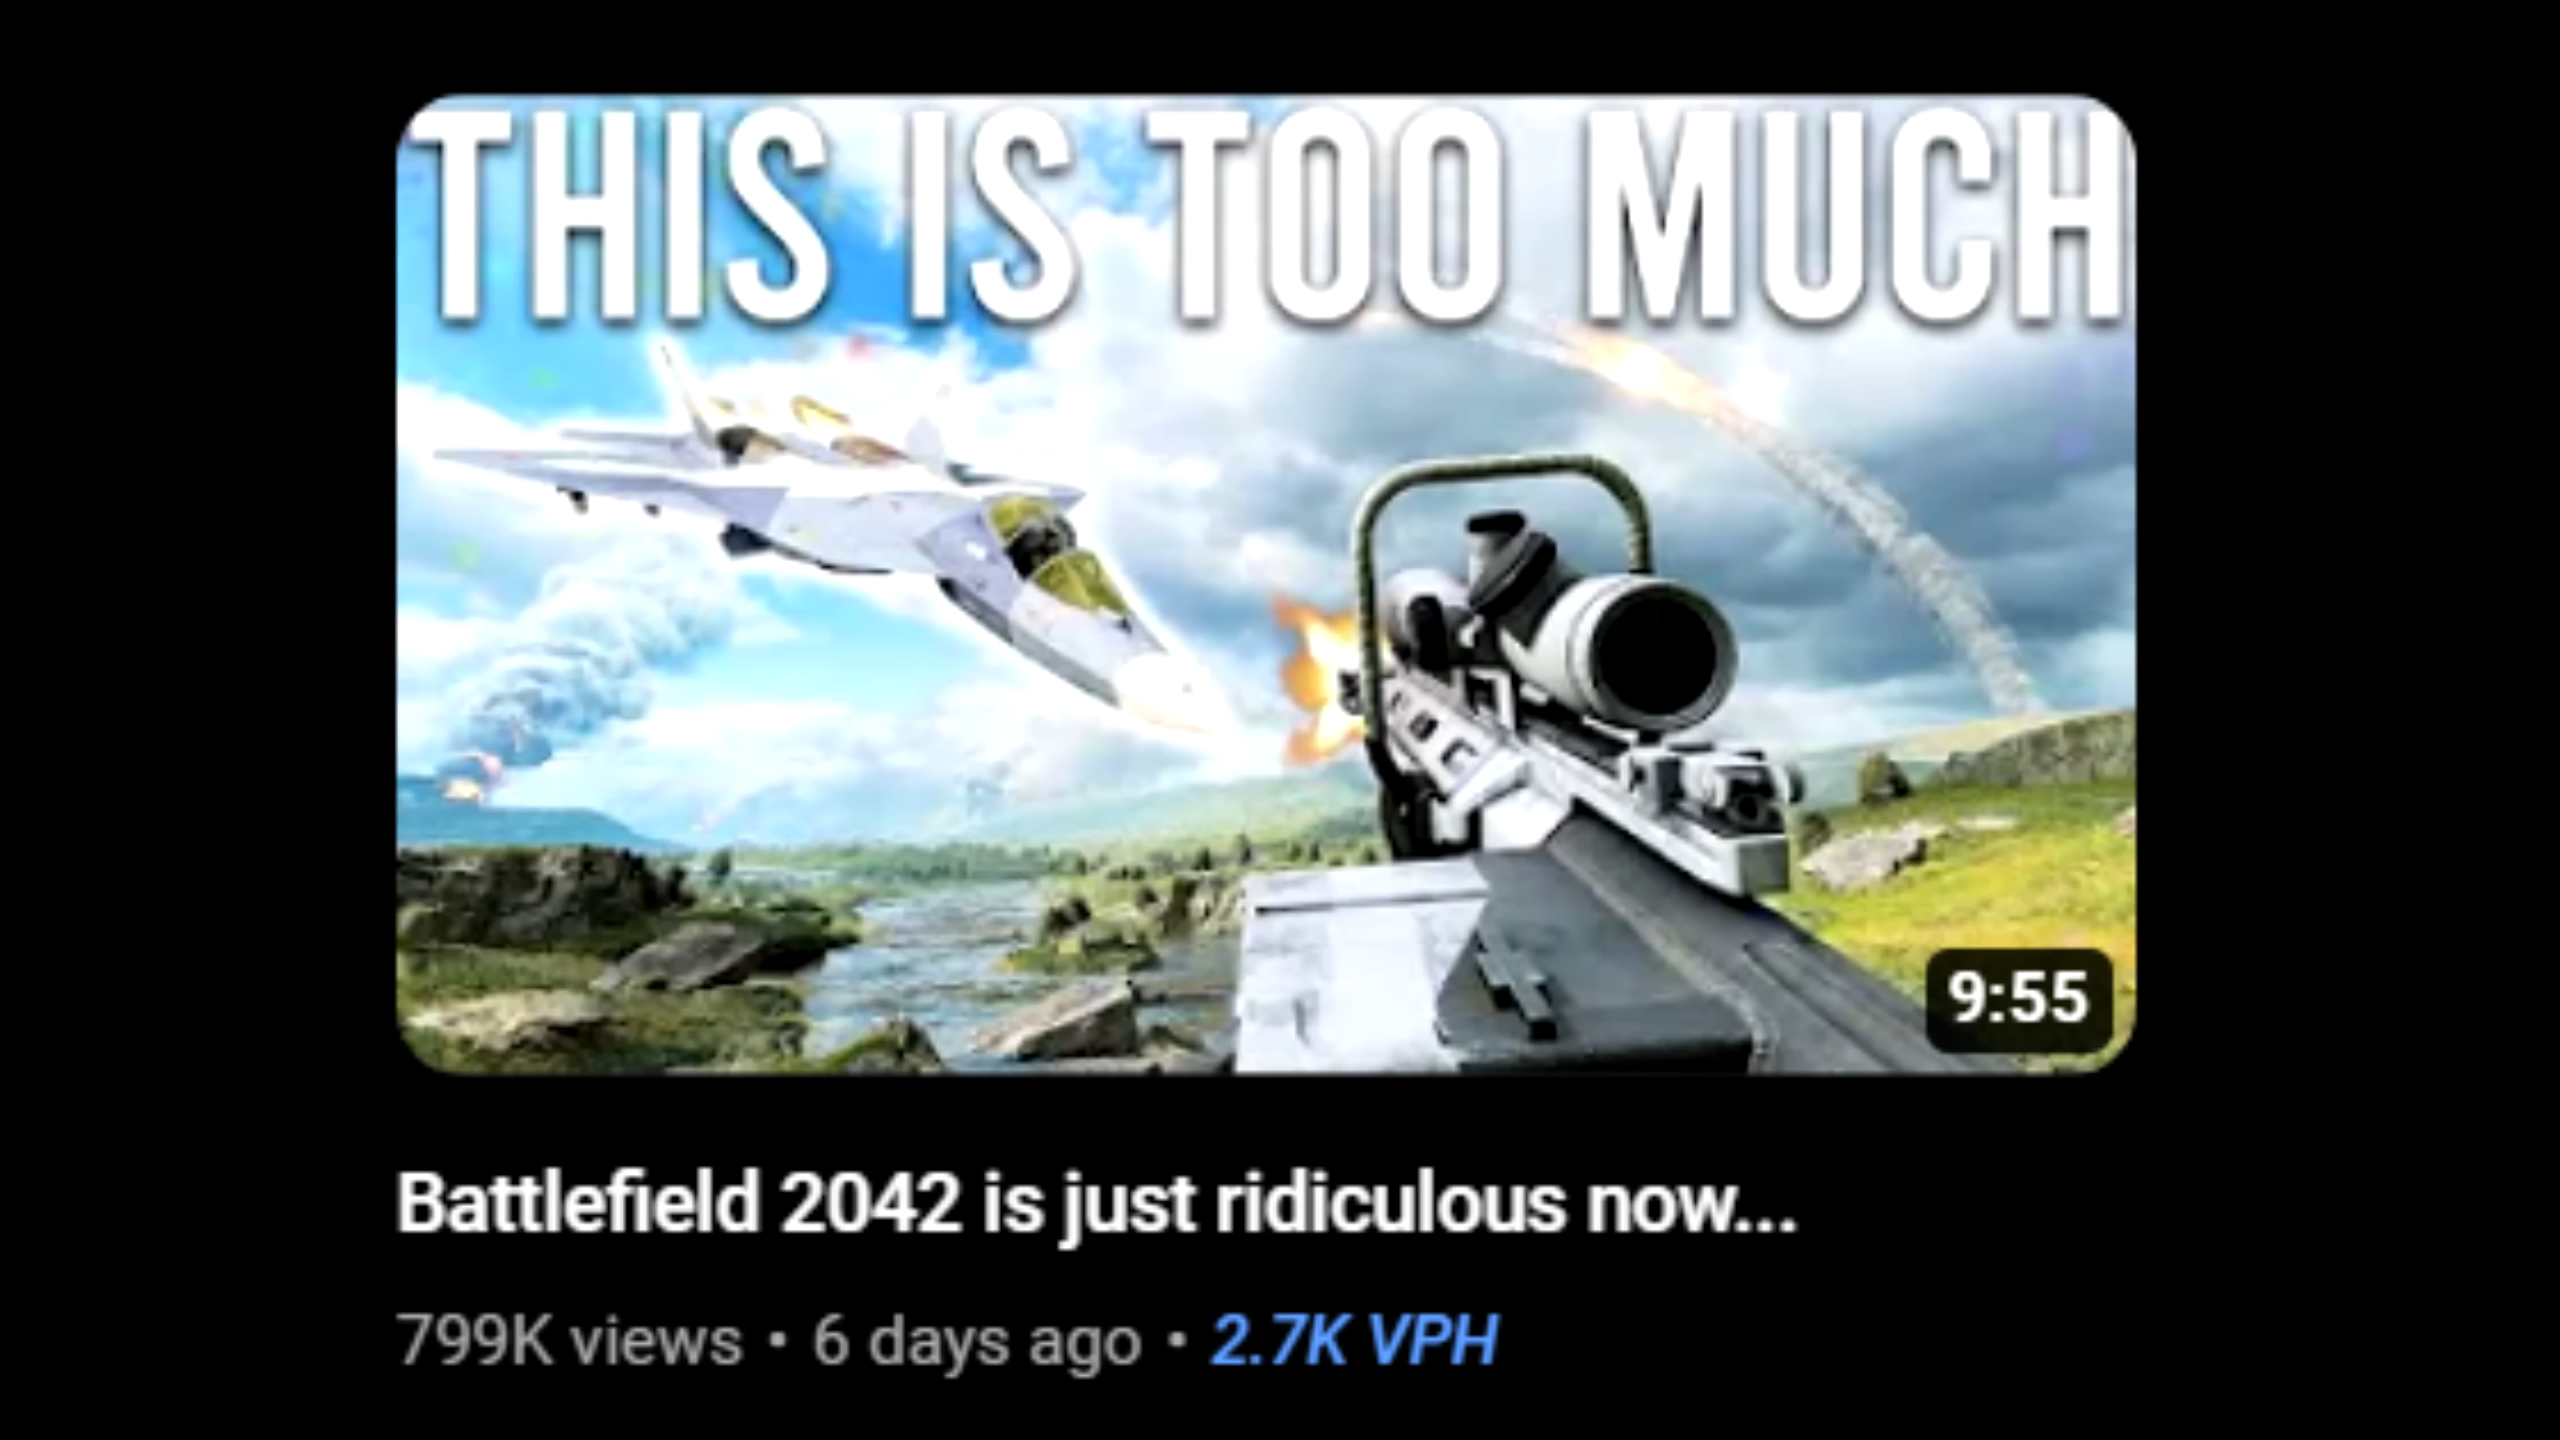 THIS IS TOO MUCH
9:55
Battlefield 2042 is just ridiculous now...
799K views • 6 days ago • 2.7K VPH